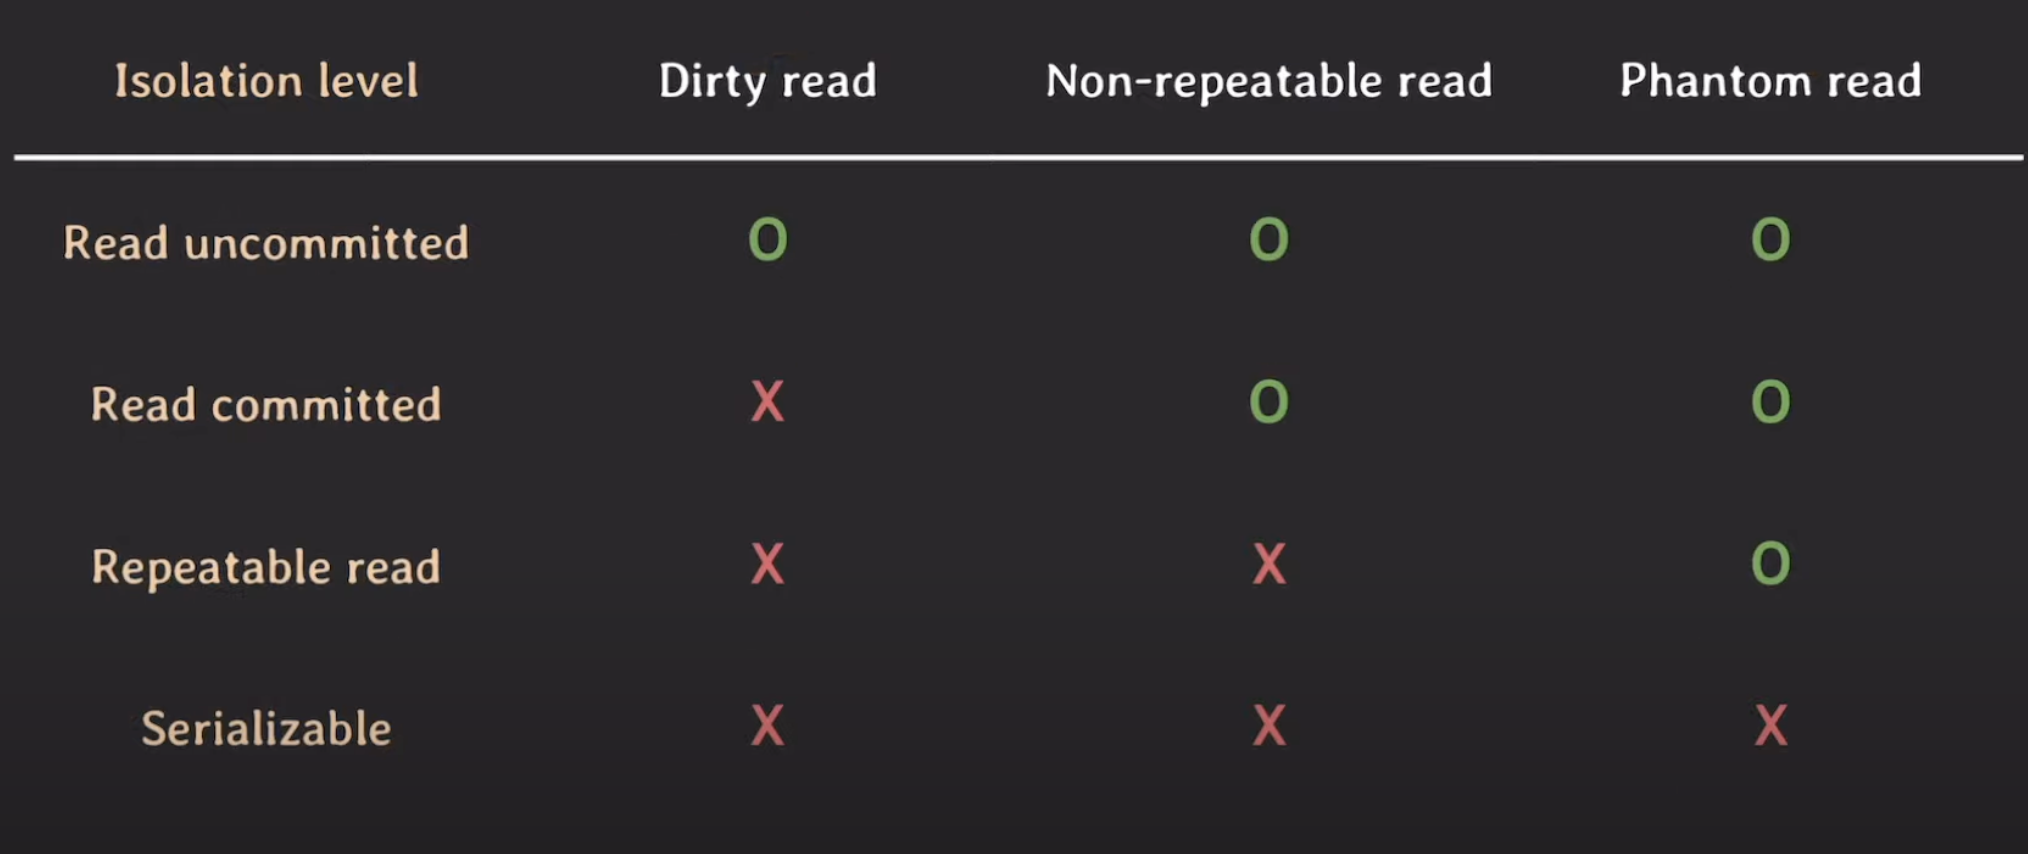 Isolation level Dirty read Non-repeatable read Phantom read
Read uncommitted O O O
Read committed X O O
Repeatable read X X O
Serializable X X X